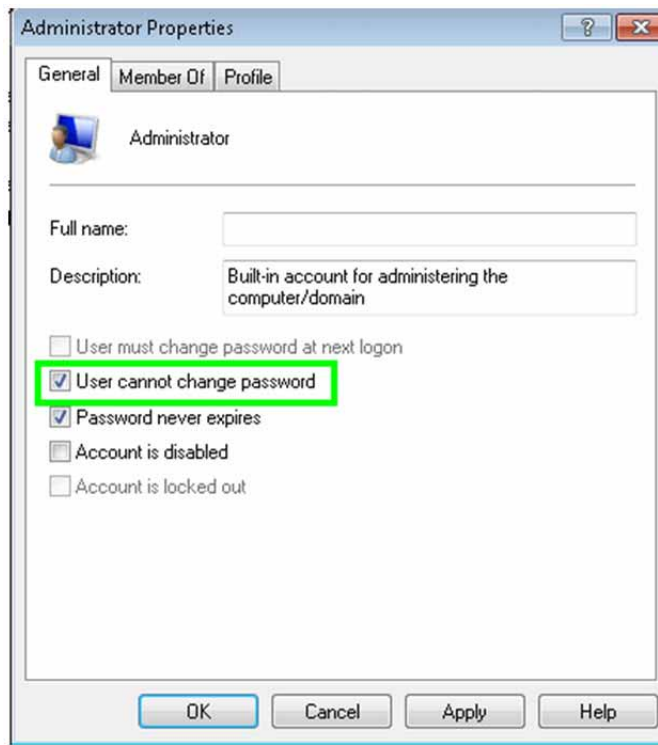 Administrator Properties
General Member Of Profile
Administrator
Full name:
Description: Built-in account for administering the
computer/domain
User must change password at next logon
User cannot change password
Password never expires
Account is disabled
Account is locked out
OK Cancel Apply Help